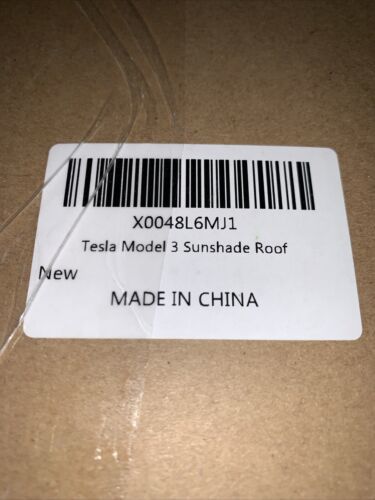 X0048L6MJ1
Tesla Model 3 Sunshade Roof
New
MADE IN CHINA